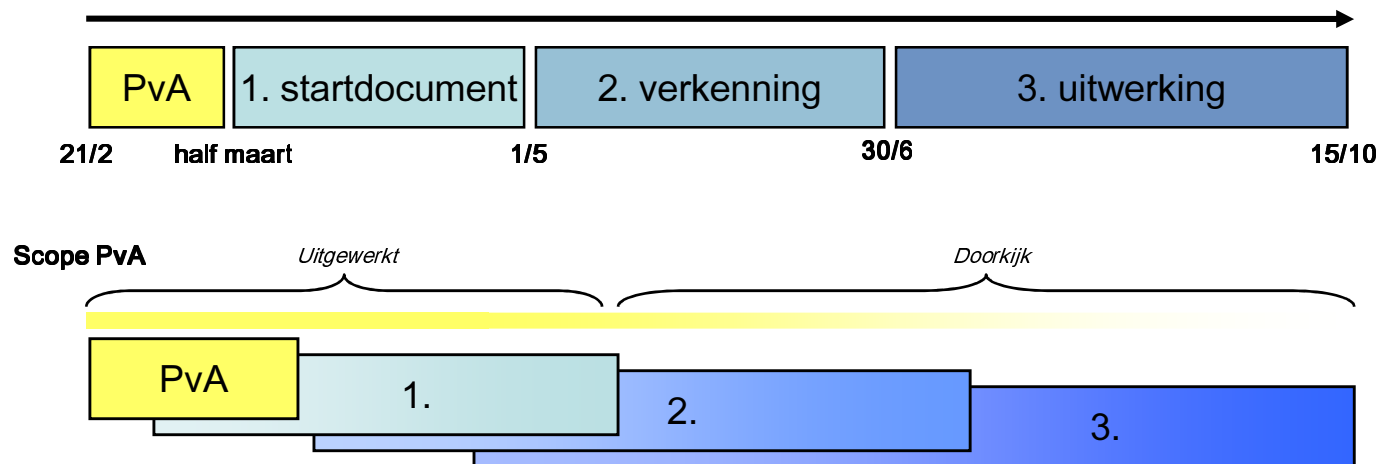 PvA 1. startdocument 2. verkenning 3. uitwerking
21/2 half maart 1/5 30/6 15/10
Scope PvA Uitgewerkt Doorkijk
PvA 1. 2. 3.